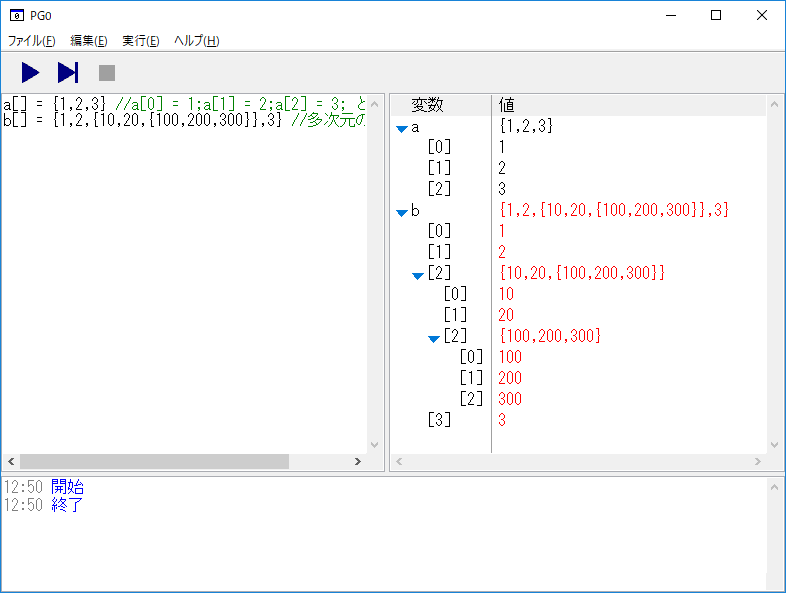 PG0
ファイル(F) 編集(E) 実行(E) ヘルプ(H)
a[] = {1,2,3} //a[0] = 1;a[1] = 2;a[2] = 3; と
b[] = {1,2,{10,20,{100,200,300}},3} //多次元の
変数 値
a {1,2,3}
[0] 1
[1] 2
[2] 3
b {1,2,{10,20,{100,200,300}},3}
[0] 1
[1] 2
[2] {10,20,{100,200,300}}
[0] 10
[1] 20
[2] {100,200,300}
[0] 100
[1] 200
[2] 300
[3] 3
12:50 開始
12:50 終了